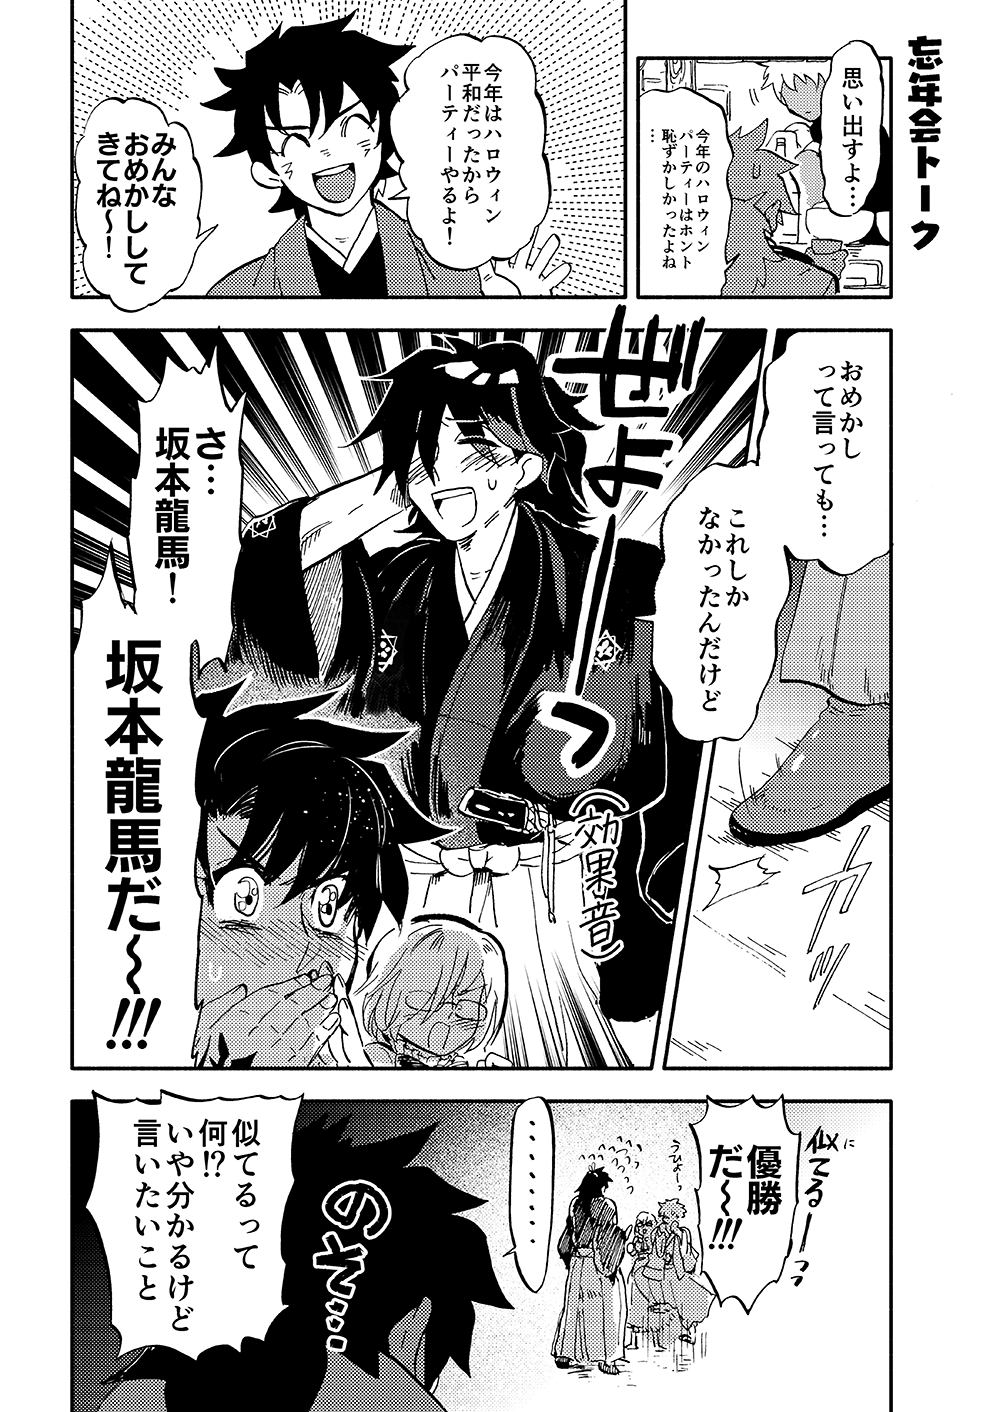 忘年会トーク
思い出すよ…
今年のハロウィン
パーティーはホント
恥ずかしかったよね
…
今年はハロウィン
平和だったから
パーティーやるよ！
みんな
おめかしして
きてね〜！
おめかし
って言っても…
これしか
なかったんだけど
ぜよーーっ
(効果音)
さ…
坂本龍馬！
坂本龍馬だ〜〜!!!
似てるーっっ
に
優勝
だ〜!!!
うひょーっ
………
のそ……
似てるって
何!?
いや分かるけど
言いたいこと